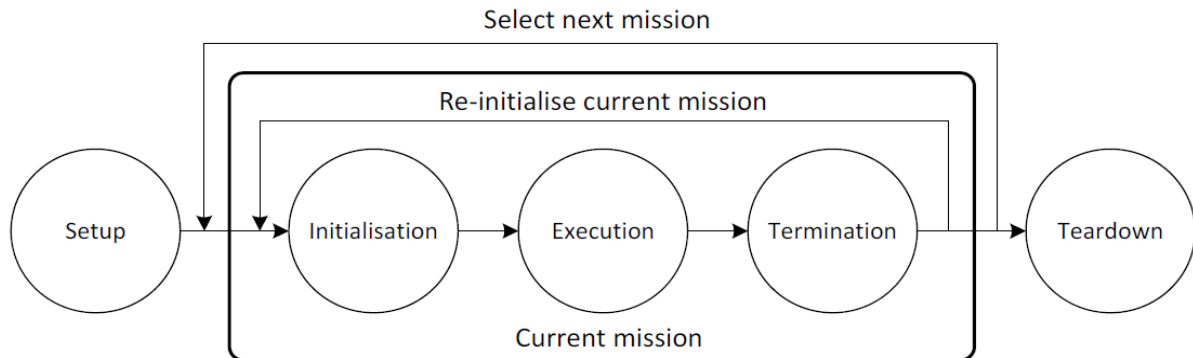 Select next mission
Re-initialise current mission
Setup
Initialisation
Execution
Termination
Teardown
Current mission